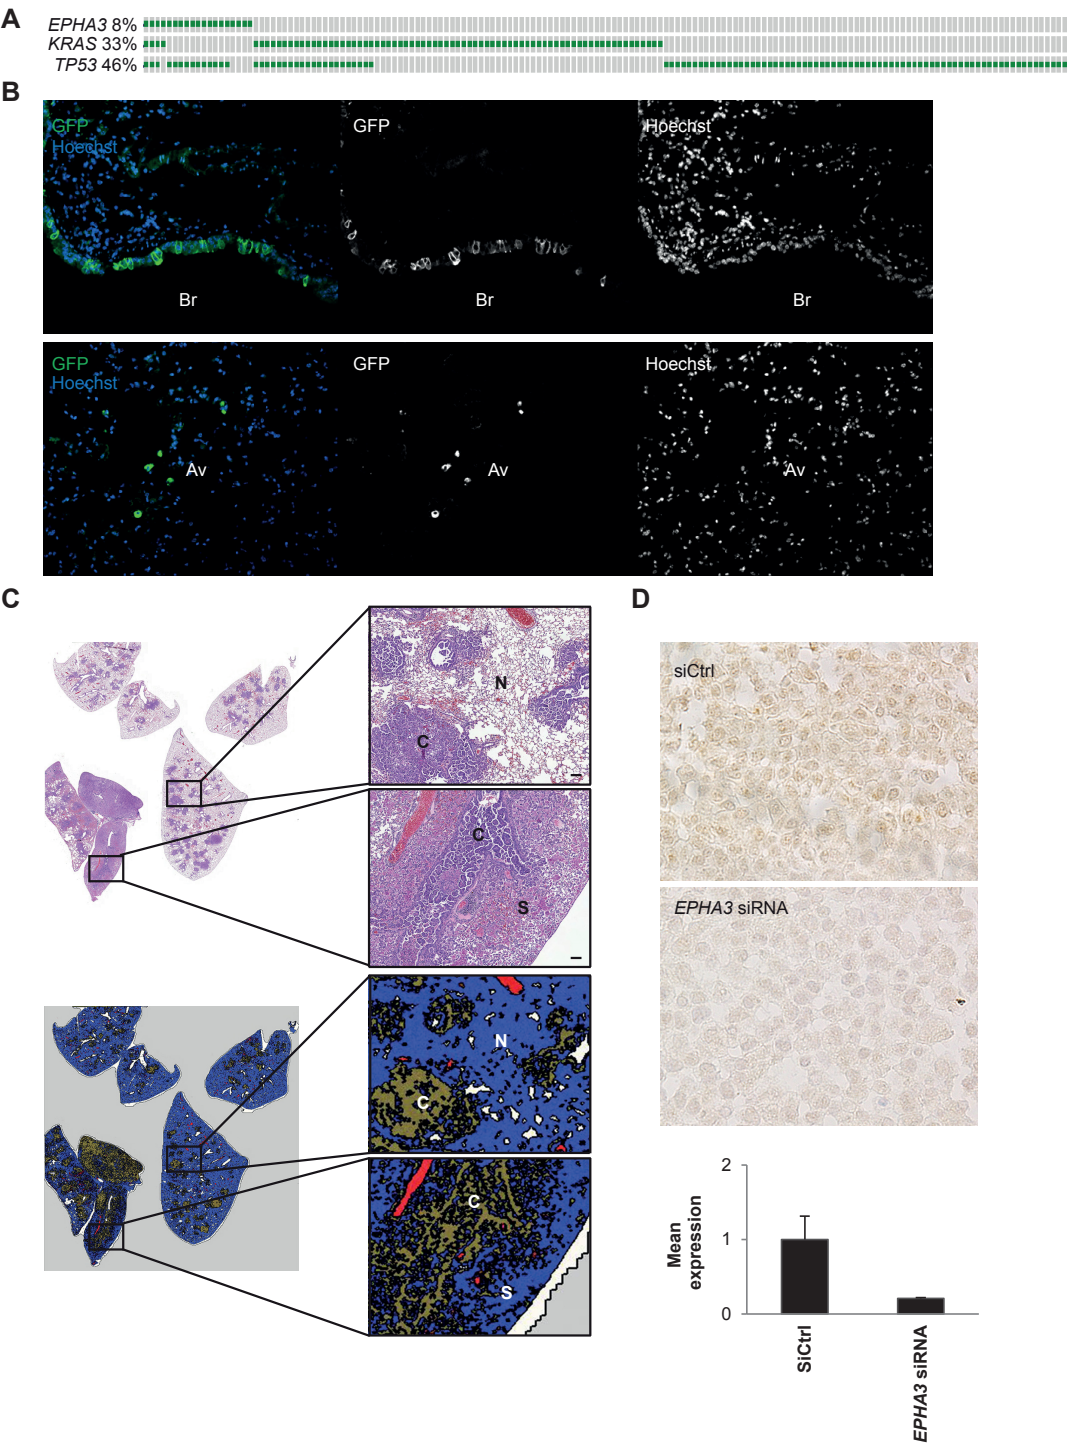 A
EPHA3 8%
KRAS 33%
TP53 46%
B
GFP
Hoechst
GFP
Hoechst
Br
Br
Br
GFP
Hoechst
GFP
Hoechst
Av
Av
Av
C
N
C
C
S
N
C
C
S
D
siCtrl
EPHA3 siRNA
2
1
0
Mean
expression
SiCtrl
EPHA3 siRNA